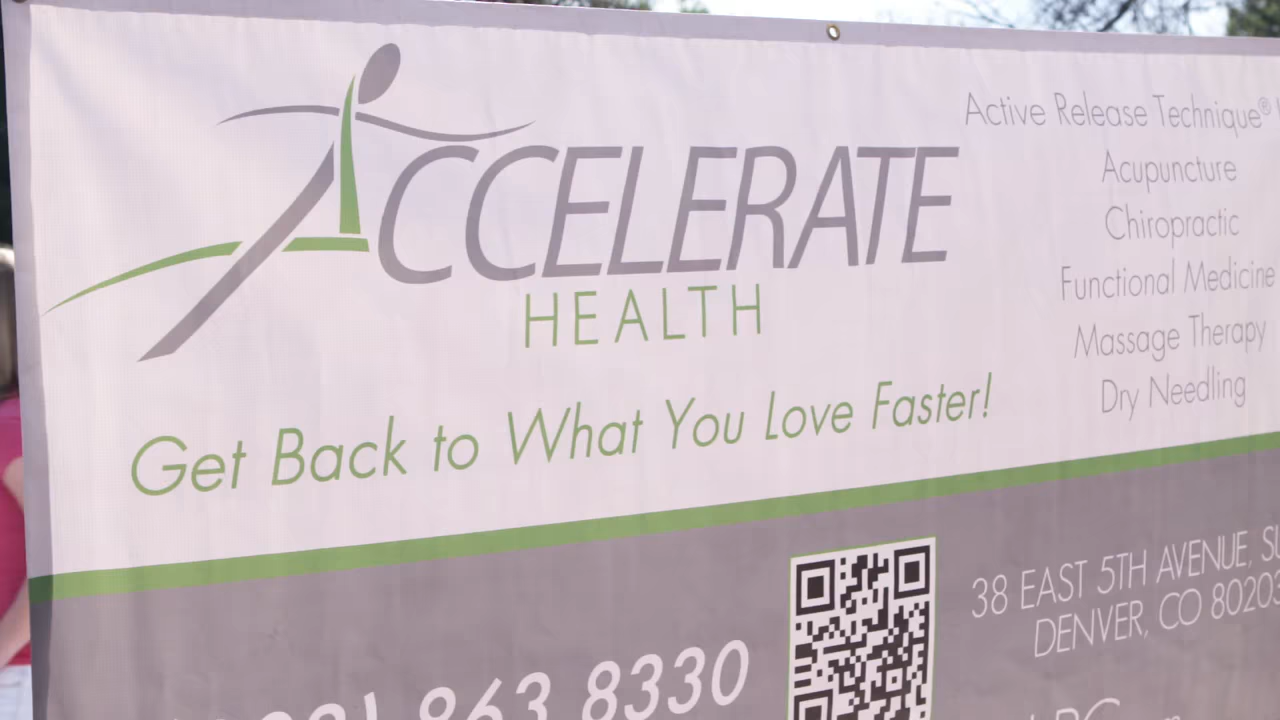 ACCELERATE
HEALTH
Get Back to What You Love Faster!
Active Release Technique®
Acupuncture
Chiropractic
Functional Medicine
Massage Therapy
Dry Needling
863 8330
38 EAST 5TH AVENUE,
DENVER, CO 80203